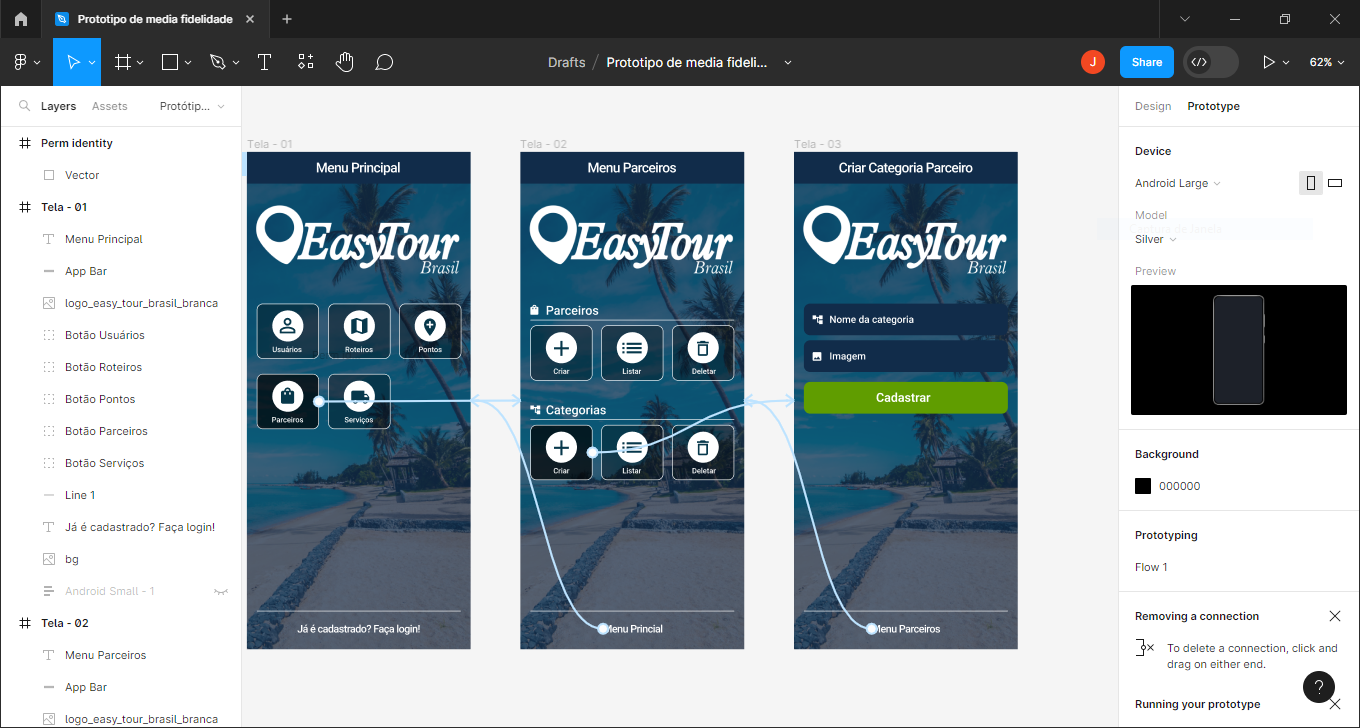 Prototipo de media fidelidade
Drafts / Prototipo de media fideli...
J
Share
62%
Layers
Assets
Protótip...
Perm identity
Vector
Tela - 01
Menu Principal
App Bar
logo_easy_tour_brasil_branca
Botão Usuários
Botão Roteiros
Botão Pontos
Botão Parceiros
Botão Serviços
Line 1
Já é cadastrado? Faça login!
bg
Android Small - 1
Tela - 02
Menu Parceiros
App Bar
logo_easy_tour_brasil_branca
Tela - 01
Menu Principal
EasyTour
Brasil
Usuários
Roteiros
Pontos
Parceiros
Serviços
Já é cadastrado? Faça login!
Tela - 02
Menu Parceiros
EasyTour
Brasil
Parceiros
Criar
Listar
Deletar
Categorias
Criar
Listar
Deletar
Menu Princial
Tela - 03
Criar Categoria Parceiro
EasyTour
Brasil
Nome da categoria
Imagem
Cadastrar
Menu Parceiros
Design
Prototype
Device
Android Large
Model
Silver
Preview
Background
000000
Prototyping
Flow 1
Removing a connection
To delete a connection, click and
drag on either end.
?
Running your prototype